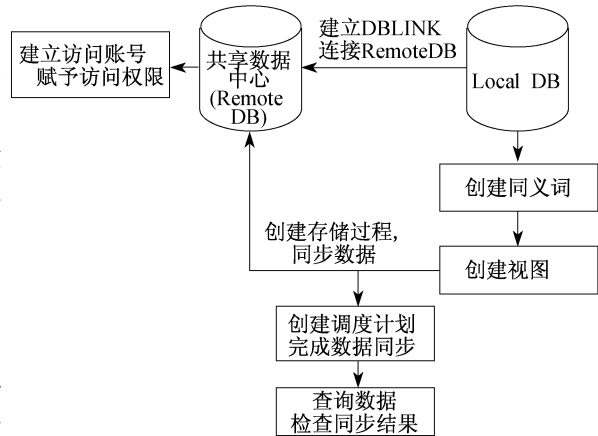 建立访问账号
赋予访问权限
共享数据
中心
(Remote
DB)
建立DBLINK
连接RemoteDB
Local DB
创建同义词
创建视图
创建存储过程,
同步数据
创建调度计划
完成数据同步
查询数据
检查同步结果